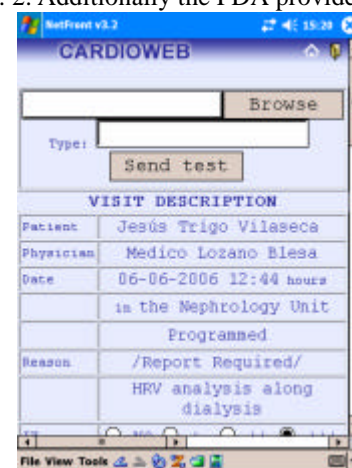 2. Additionally the PDA provide
NetFront v3.2 15:20
CARDIOWEB
Browse
Type:
Send test
VISIT DESCRIPTION
Patient Jesús Trigo Vilaseca
Physician Medico Lozano Blesa
Date 06-06-2006 12:44 hours
in the Nephrology Unit
Programmed
Reason /Report Required/
HRV analysis along
dialysis
File View Tools